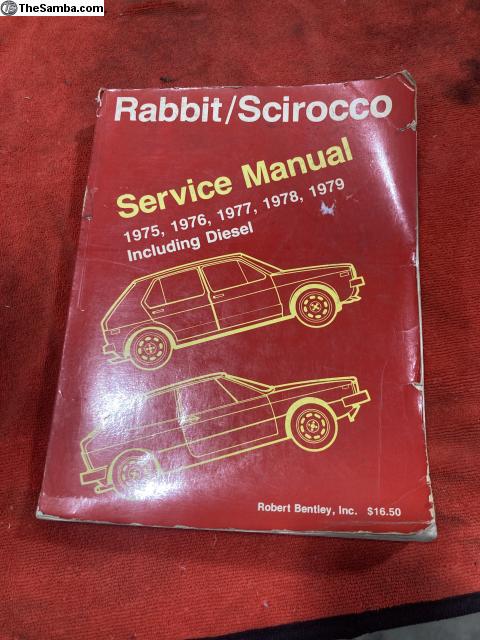 TheSamba.com
Rabbit/Scirocco
Service Manual
1975, 1976, 1977, 1978, 1979
Including Diesel
Robert Bentley, Inc. $16.50